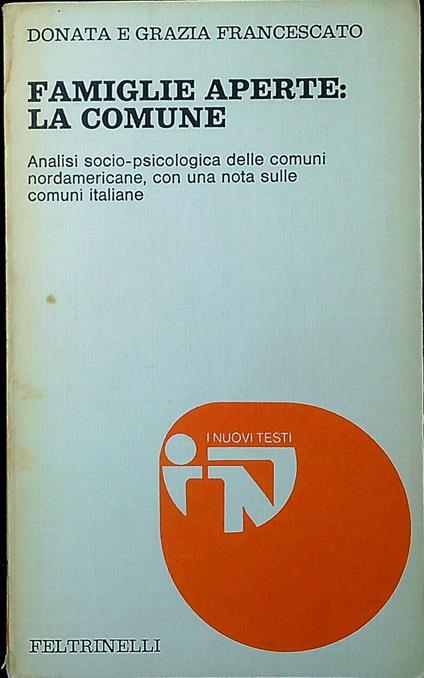 DONATA E GRAZIA FRANCESCATO
FAMIGLIE APERTE:
LA COMUNE
Analisi socio-psicologica delle comuni
nordamericane, con una nota sulle
comuni italiane
I NUOVI TESTI
FELTRINELLI